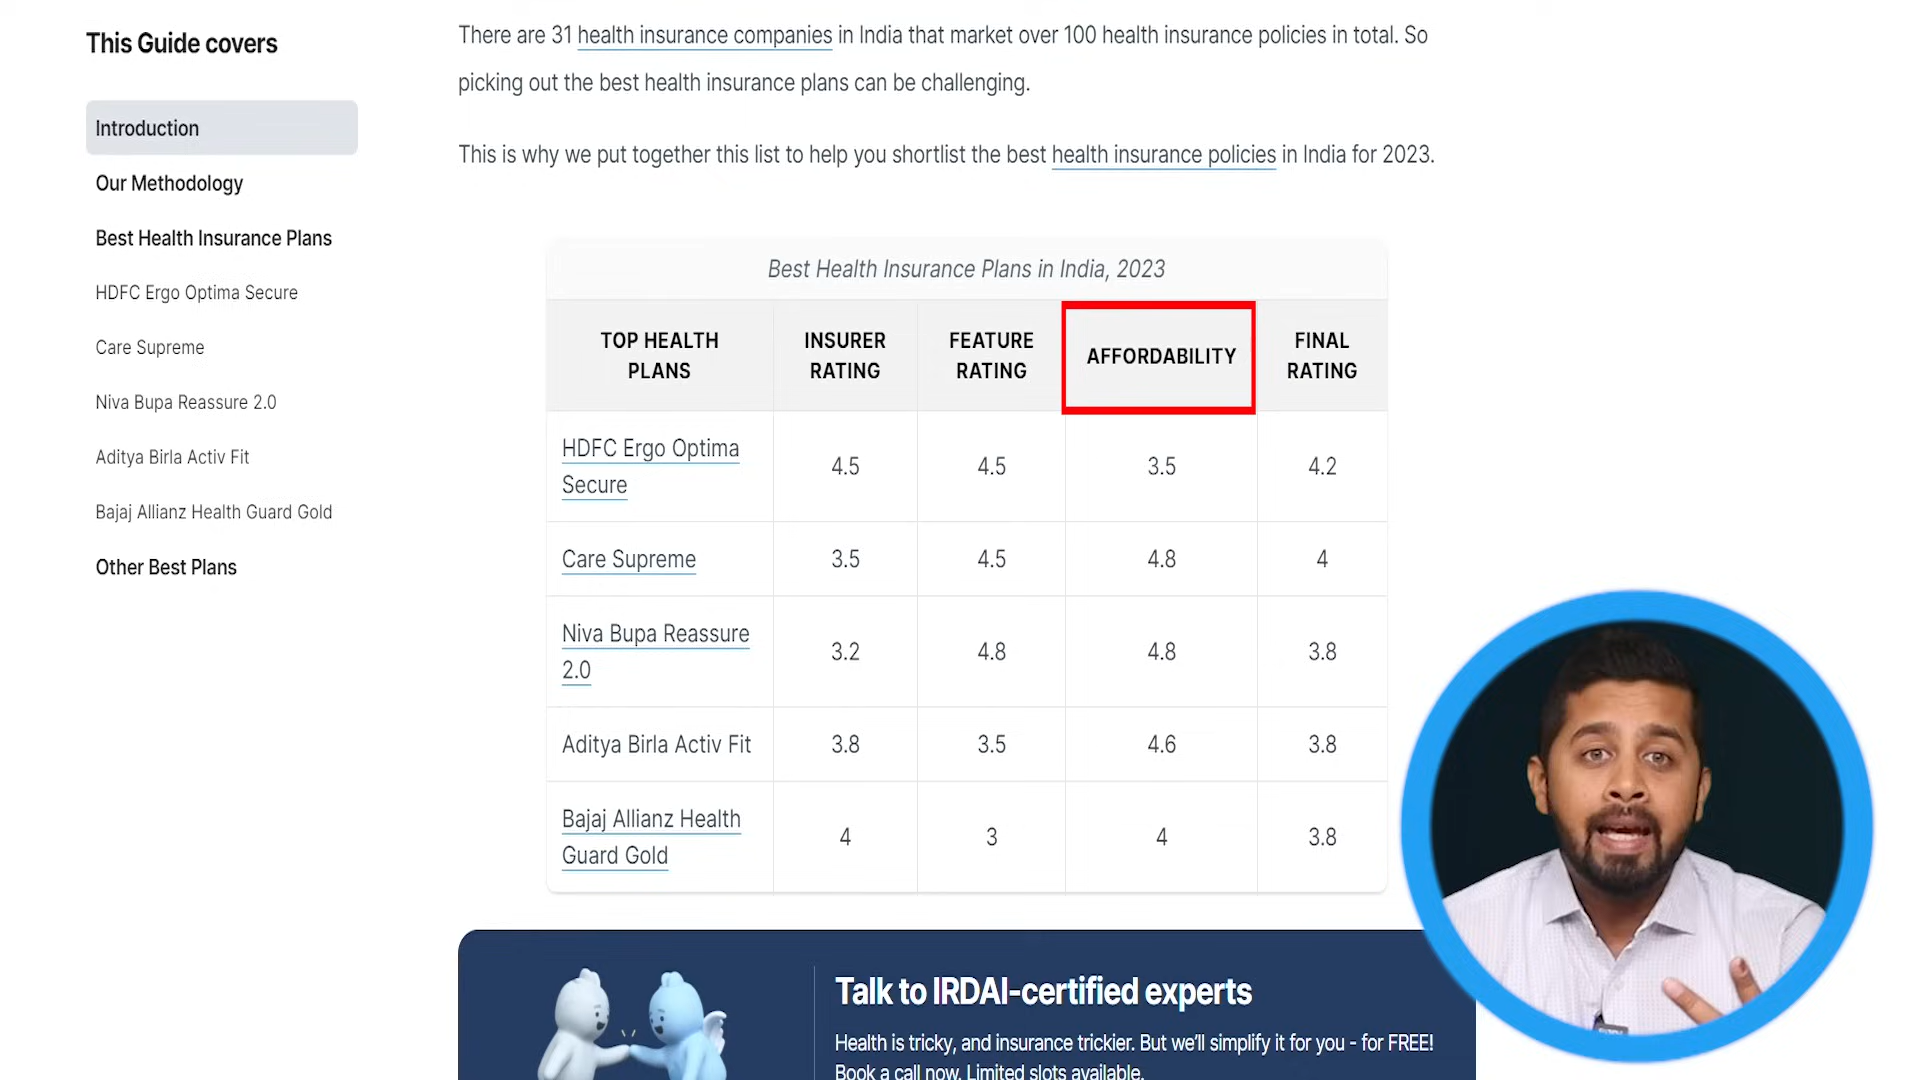 This Guide covers
Introduction
Our Methodology
Best Health Insurance Plans
HDFC Ergo Optima Secure
Care Supreme
Niva Bupa Reassure 2.0
Aditya Birla Activ Fit
Bajaj Allianz Health Guard Gold
Other Best Plans
There are 31 health insurance companies in India that market over 100 health insurance policies in total. So
picking out the best health insurance plans can be challenging.
This is why we put together this list to help you shortlist the best health insurance policies in India for 2023.
Best Health Insurance Plans in India, 2023
TOP HEALTH PLANS INSURER RATING FEATURE RATING AFFORDABILITY FINAL RATING
HDFC Ergo Optima Secure 4.5 4.5 3.5 4.2
Care Supreme 3.5 4.5 4.8 4
Niva Bupa Reassure 2.0 3.2 4.8 4.8 3.8
Aditya Birla Activ Fit 3.8 3.5 4.6 3.8
Bajaj Allianz Health Guard Gold 4 3 4 3.8
Talk to IRDAI-certified experts
Health is tricky, and insurance trickier. But we'll simplify it for you - for FREE!
Book a call now. Limited slots available.